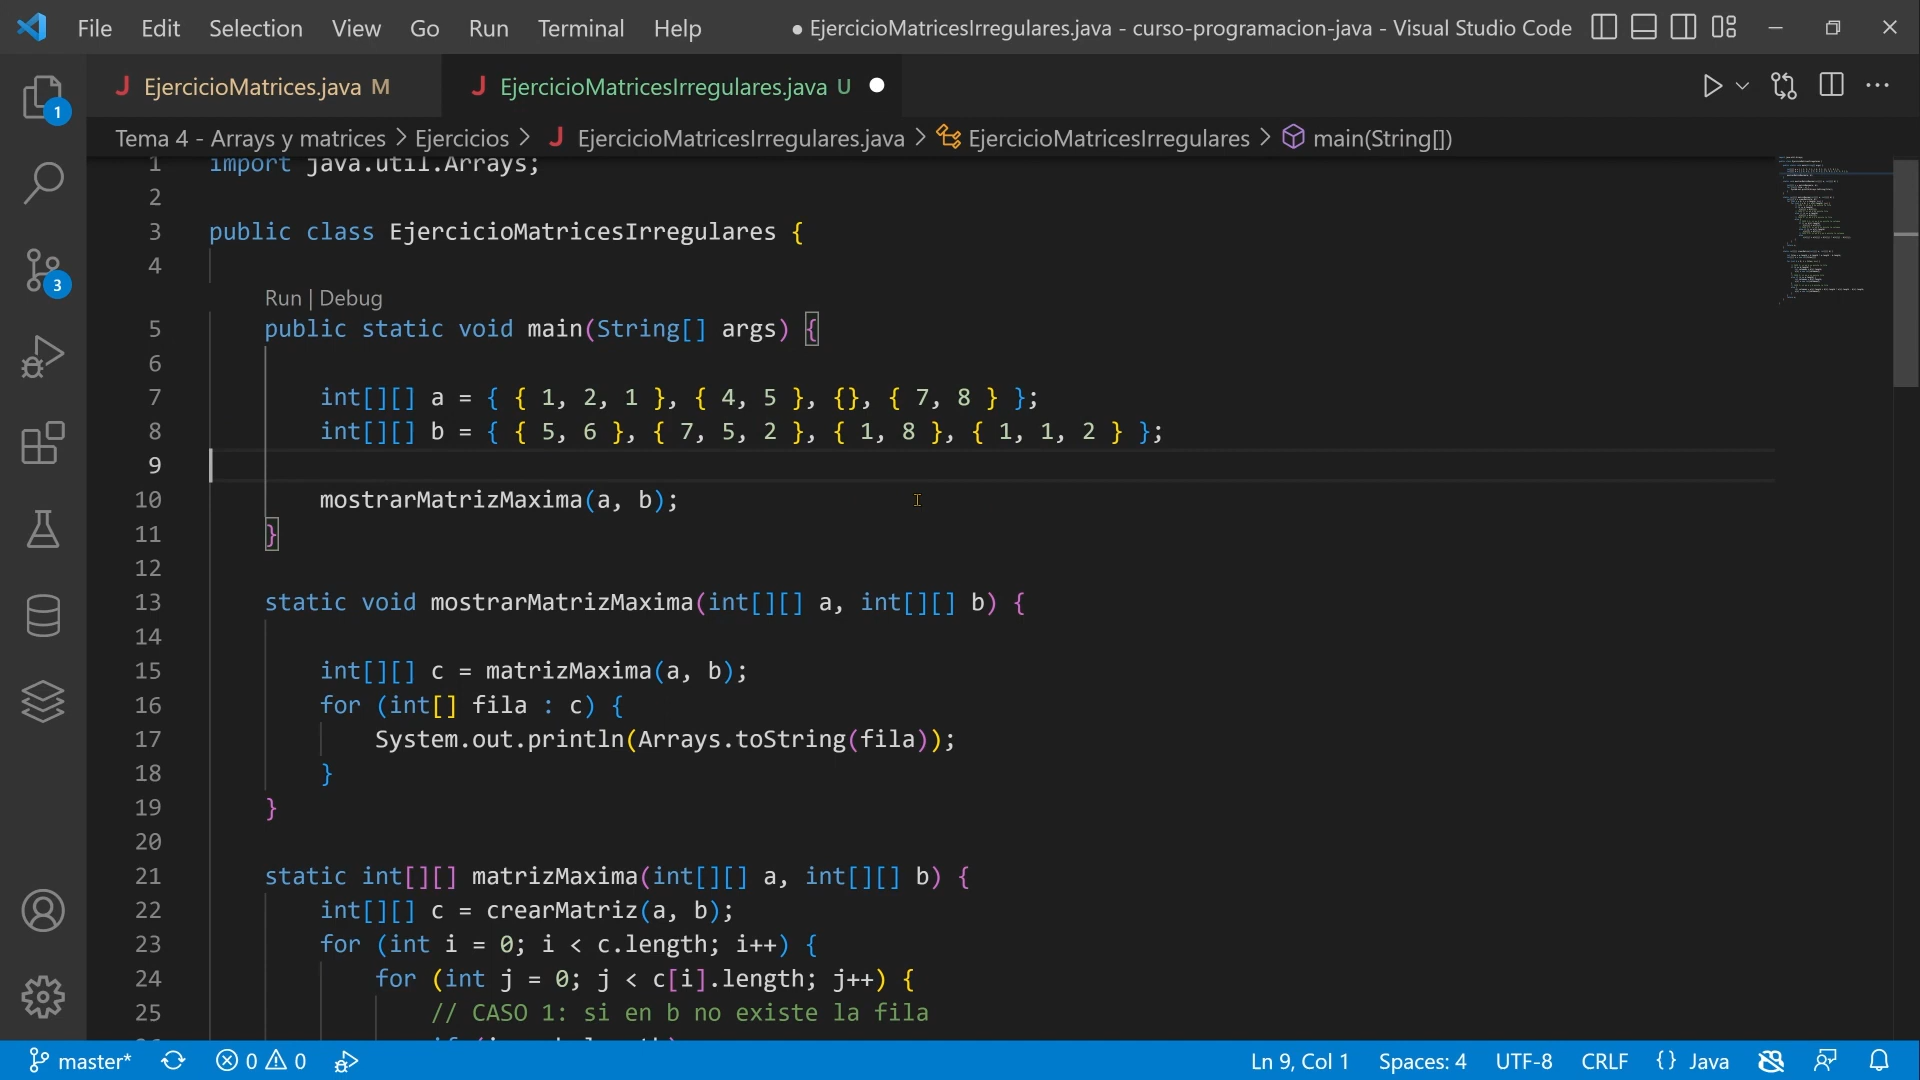 File Edit Selection View Go Run Terminal Help ● EjercicioMatricesIrregulares.java - curso-programacion-java - Visual Studio Code
J EjercicioMatrices.java M J EjercicioMatricesIrregulares.java U
Tema 4 - Arrays y matrices > Ejercicios > J EjercicioMatricesIrregulares.java > EjercicioMatricesIrregulares > main(String[])
1 import java.util.Arrays;
2
3 public class EjercicioMatricesIrregulares {
4
Run | Debug
5 public static void main(String[] args) {
6
7 int[][] a = { { 1, 2, 1 }, { 4, 5 }, {}, { 7, 8 } };
8 int[][] b = { { 5, 6 }, { 7, 5, 2 }, { 1, 8 }, { 1, 1, 2 } };
9
10 mostrarMatrizMaxima(a, b);
11 }
12
13 static void mostrarMatrizMaxima(int[][] a, int[][] b) {
14
15 int[][] c = matrizMaxima(a, b);
16 for (int[] fila : c) {
17 System.out.println(Arrays.toString(fila));
18 }
19 }
20
21 static int[][] matrizMaxima(int[][] a, int[][] b) {
22 int[][] c = crearMatriz(a, b);
23 for (int i = 0; i < c.length; i++) {
24 for (int j = 0; j < c[i].length; j++) {
25 // CASO 1: si en b no existe la fila
1
3
master* 0 0 Ln 9, Col 1 Spaces: 4 UTF-8 CRLF {} Java